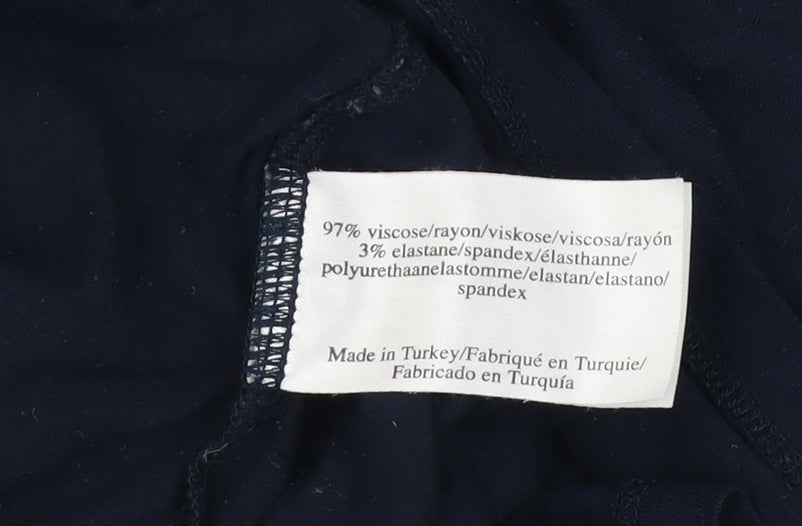 97% viscose/rayon/viskose/viscosa/rayón
3% elastane/spandex/élasthanne/
polyurethaanelastomme/elastan/elastano/
spandex
Made in Turkey/Fabriqué en Turquie/
Fabricado en Turquía